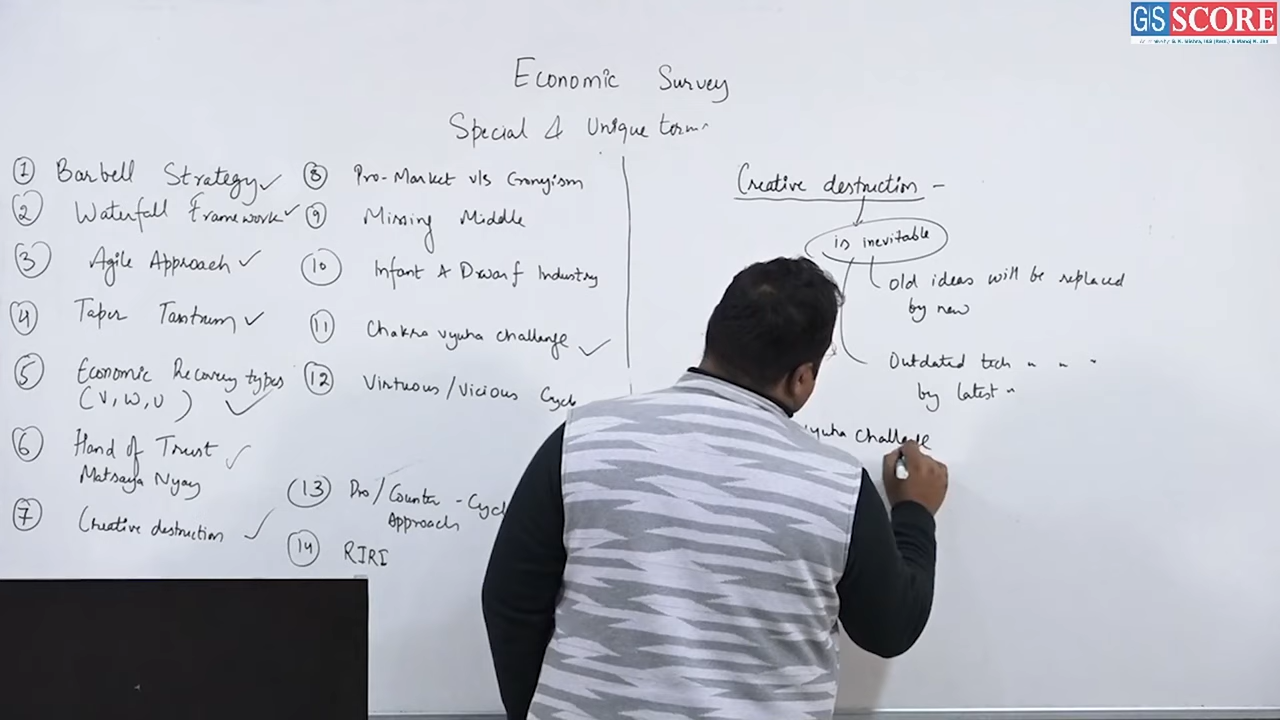 GS SCORE
Economic Survey
Special & Unique terms
① Barbell Strategy ✓
② Waterfall Framework ✓
③ Agile Approach ✓
④ Taper Tantrum ✓
⑤ Economic Recovery types
(V, W, U) ✓
⑥ Hand of Trust ✓
Matsaya Nyay
⑦ Creative destruction ✓
⑧ Pro-Market v/s Cronyism
⑨ Missing Middle
⑩ Infant & Dwarf Industry
⑪ Chakra vyuha challenge ✓
⑫ Virtuous/Vicious Cycle
⑬ Pro/Counter - Cycl
Approach
⑭ RIRI
Creative destruction -
is inevitable
Old ideas will be replaced
by new
Outdated tech " " "
by latest "
vyuha challenge